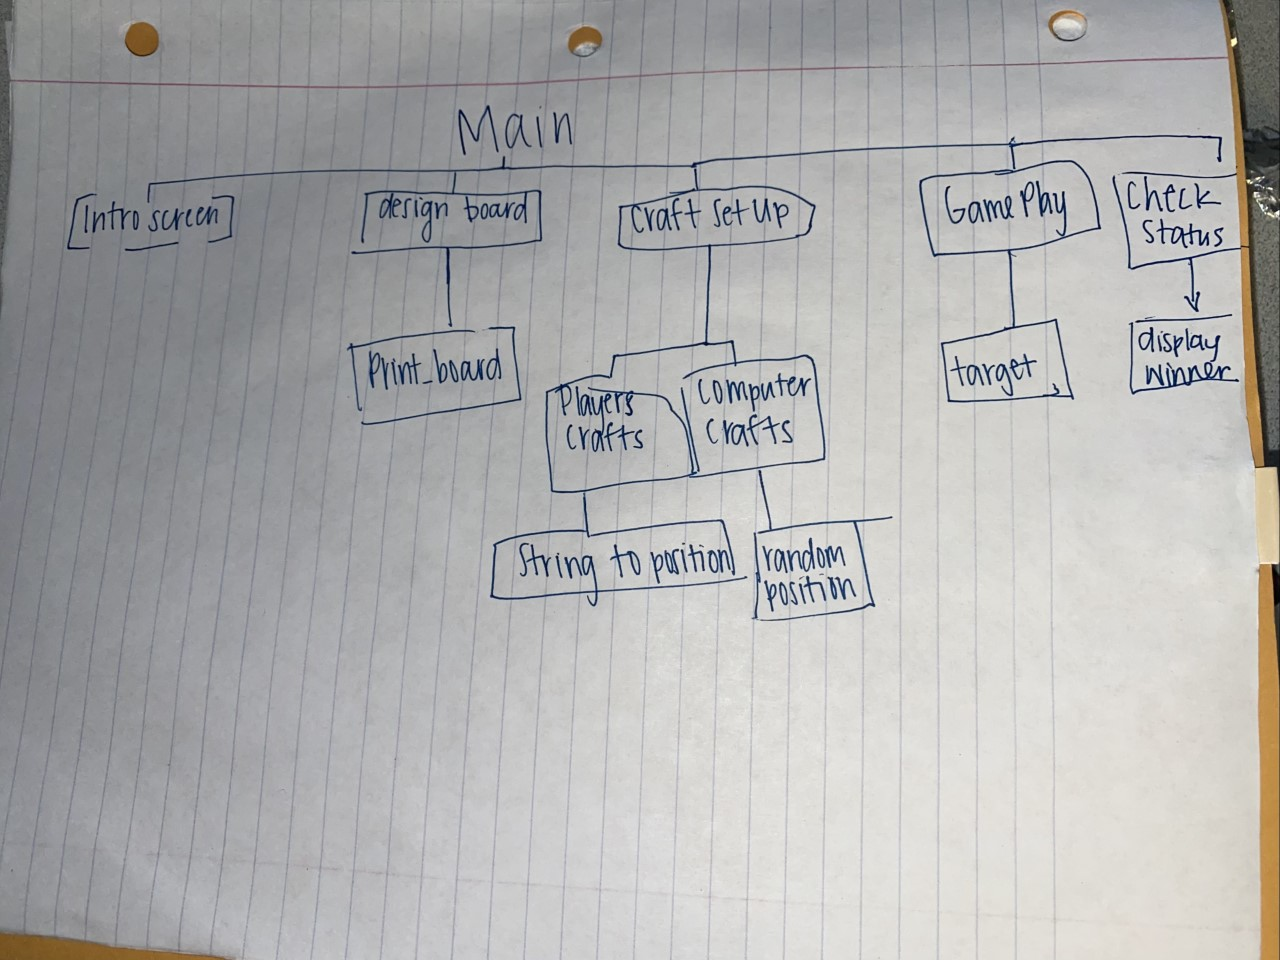 Main
Intro screen
design board
Craft Set Up
Game Play
Check
Status
Print_board
Players
Crafts
Computer
Crafts
target
display
winner
String to position
random
position